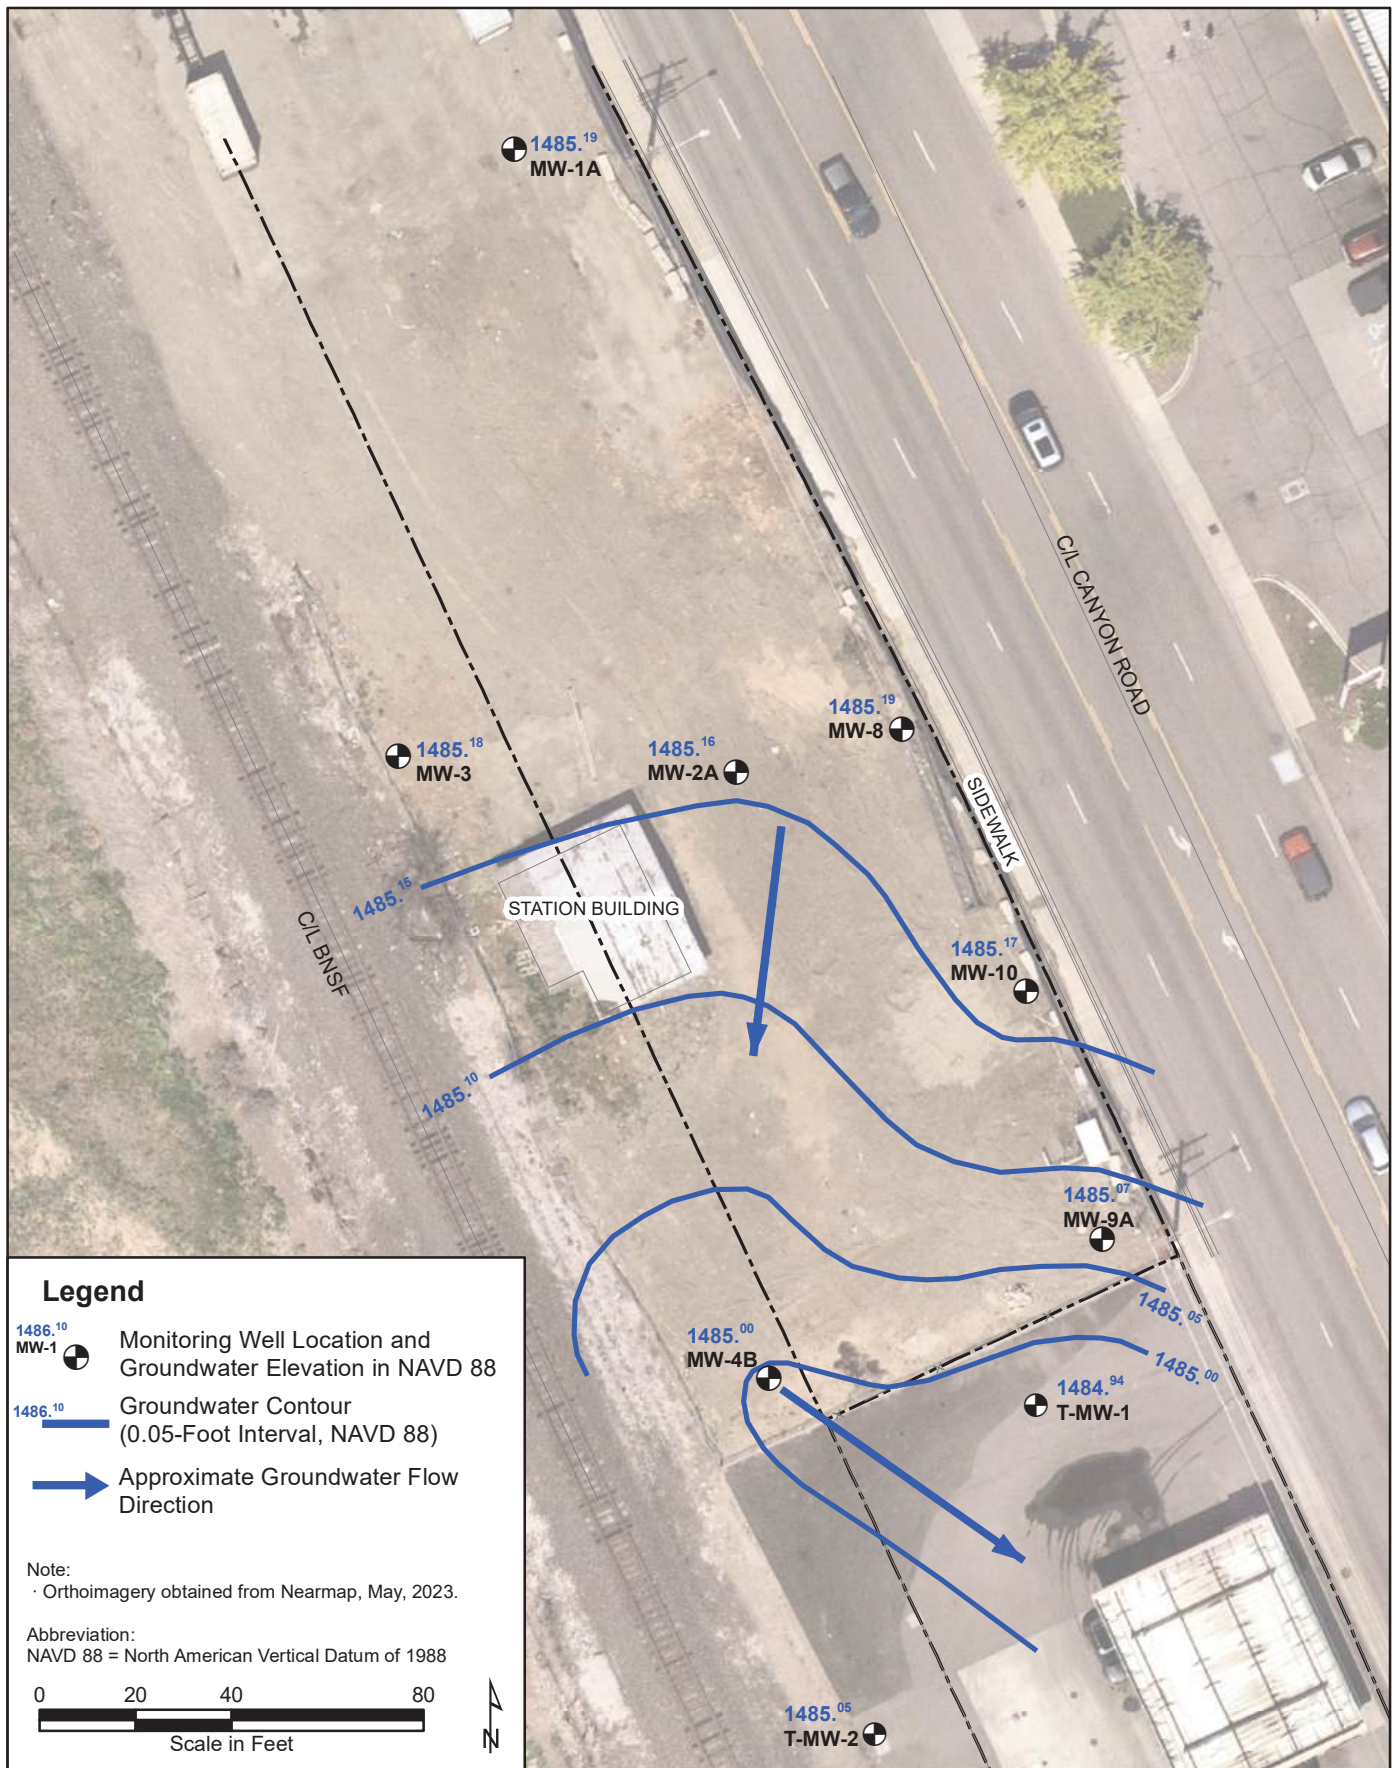 1485.19
MW-1A
C/L CANYON ROAD
1485.19
MW-8
1485.18
MW-3
1485.16
MW-2A
SIDEWALK
1485.15
STATION BUILDING
C/L BNSF
1485.17
MW-10
1485.10
1485.07
MW-9A
1485.05
1485.00
MW-4B
1485.00
1484.94
T-MW-1
1485.05
T-MW-2
Legend
1486.10
MW-1
Monitoring Well Location and
Groundwater Elevation in NAVD 88
1486.10
Groundwater Contour
(0.05-Foot Interval, NAVD 88)
Approximate Groundwater Flow
Direction
Note:
· Orthoimagery obtained from Nearmap, May, 2023.
Abbreviation:
NAVD 88 = North American Vertical Datum of 1988
0 20 40 80
Scale in Feet
N